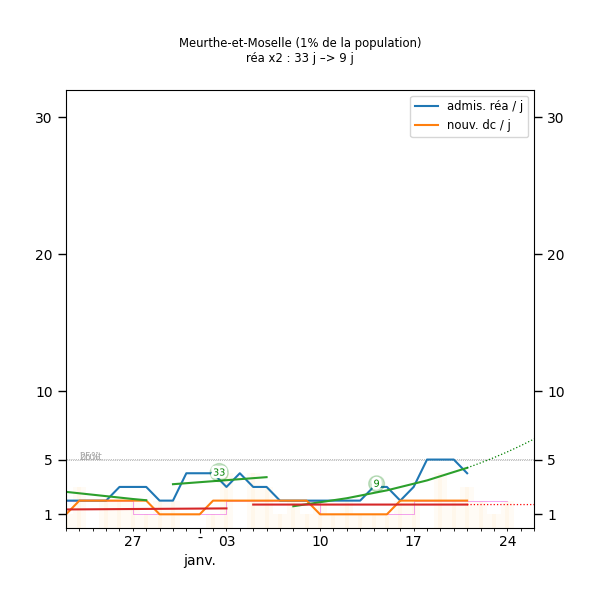 Meurthe-et-Moselle (1% de la population)
réa x2 : 33 j –> 9 j
admis. réa / j
nouv. dc / j
30 30
20 20
10 10
5 5
33
9
1 1
27 03 10 17 24
janv.